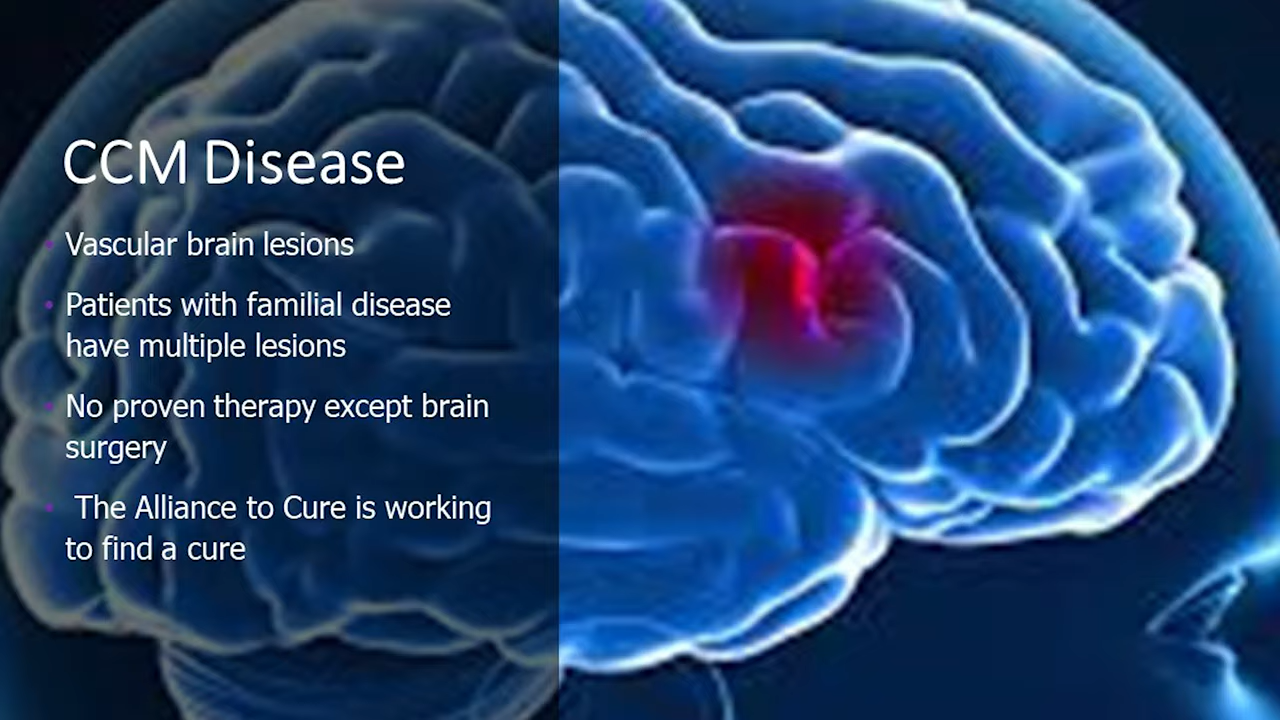 CCM Disease
• Vascular brain lesions
• Patients with familial disease
have multiple lesions
• No proven therapy except brain
surgery
• The Alliance to Cure is working
to find a cure